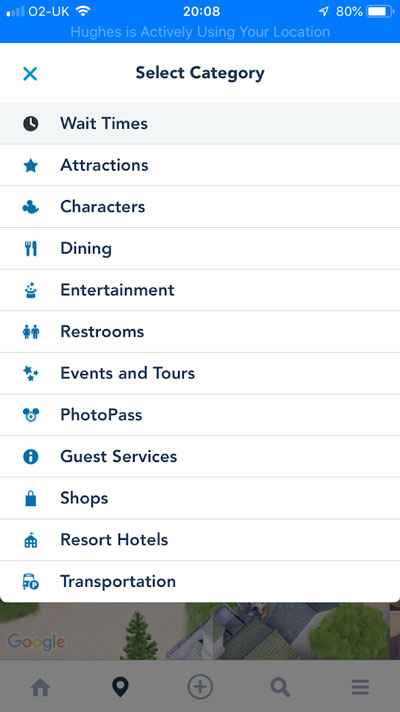 O2-UK 20:08 80%
Hughes is Actively Using Your Location
Select Category
Wait Times
Attractions
Characters
Dining
Entertainment
Restrooms
Events and Tours
PhotoPass
Guest Services
Shops
Resort Hotels
Transportation
Google